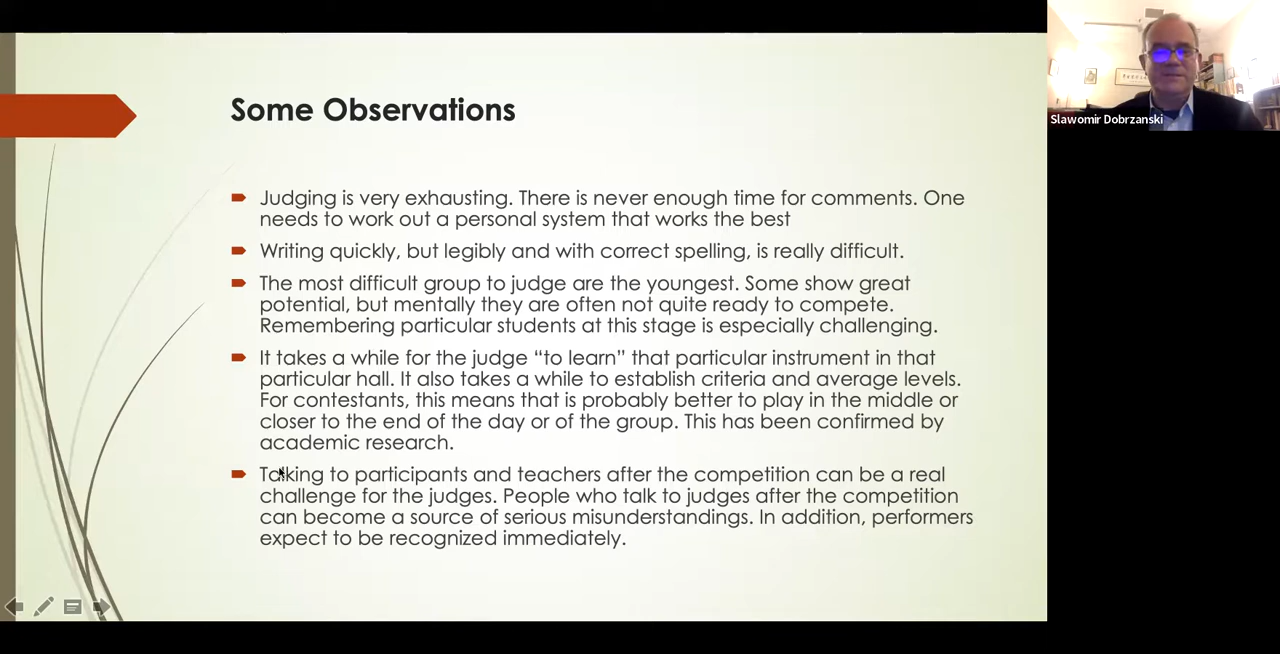 Some Observations
Judging is very exhausting. There is never enough time for comments. One
needs to work out a personal system that works the best
Writing quickly, but legibly and with correct spelling, is really difficult.
The most difficult group to judge are the youngest. Some show great
potential, but mentally they are often not quite ready to compete.
Remembering particular students at this stage is especially challenging.
It takes a while for the judge “to learn” that particular instrument in that
particular hall. It also takes a while to establish criteria and average levels.
For contestants, this means that is probably better to play in the middle or
closer to the end of the day or of the group. This has been confirmed by
academic research.
Talking to participants and teachers after the competition can be a real
challenge for the judges. People who talk to judges after the competition
can become a source of serious misunderstandings. In addition, performers
expect to be recognized immediately.
Slawomir Dobrzanski